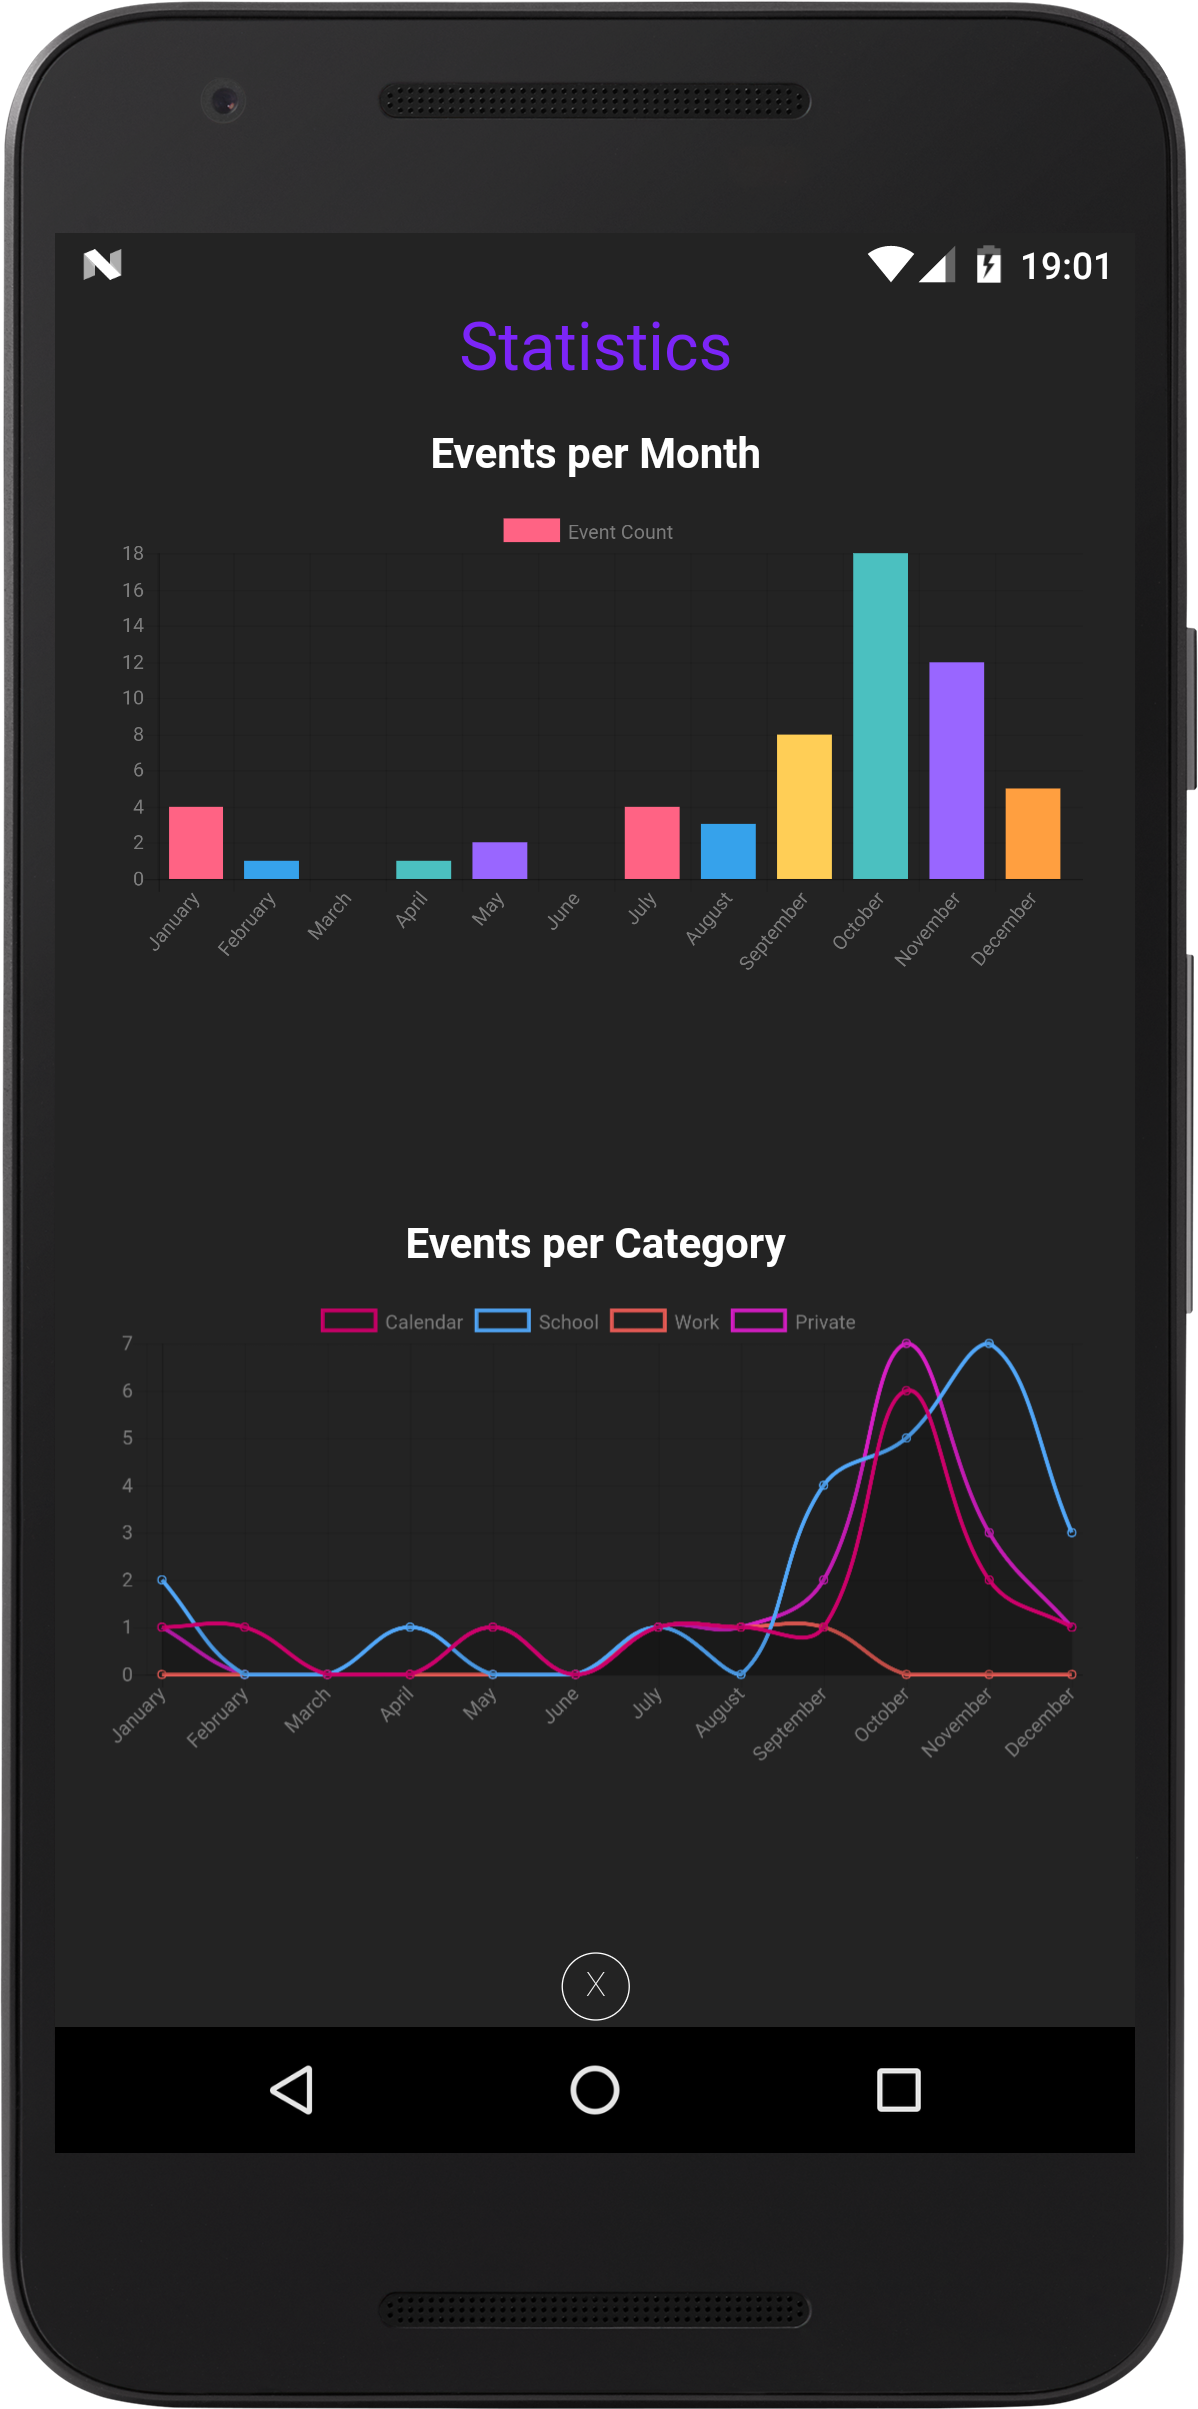 19:01
Statistics
Events per Month
Event Count
18
16
14
12
10
8
6
4
2
0
January February March April May June July August September October November December
Events per Category
Calendar School Work Private
7
6
5
4
3
2
1
0
January February March April May June July August September October November December
X